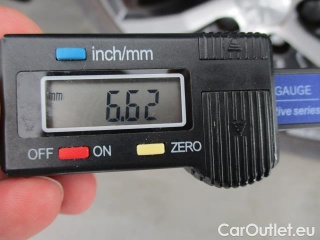 inch/mm
mm
6.62
OFF ON ZERO
GAUGE
tive series
CarOutlet.eu